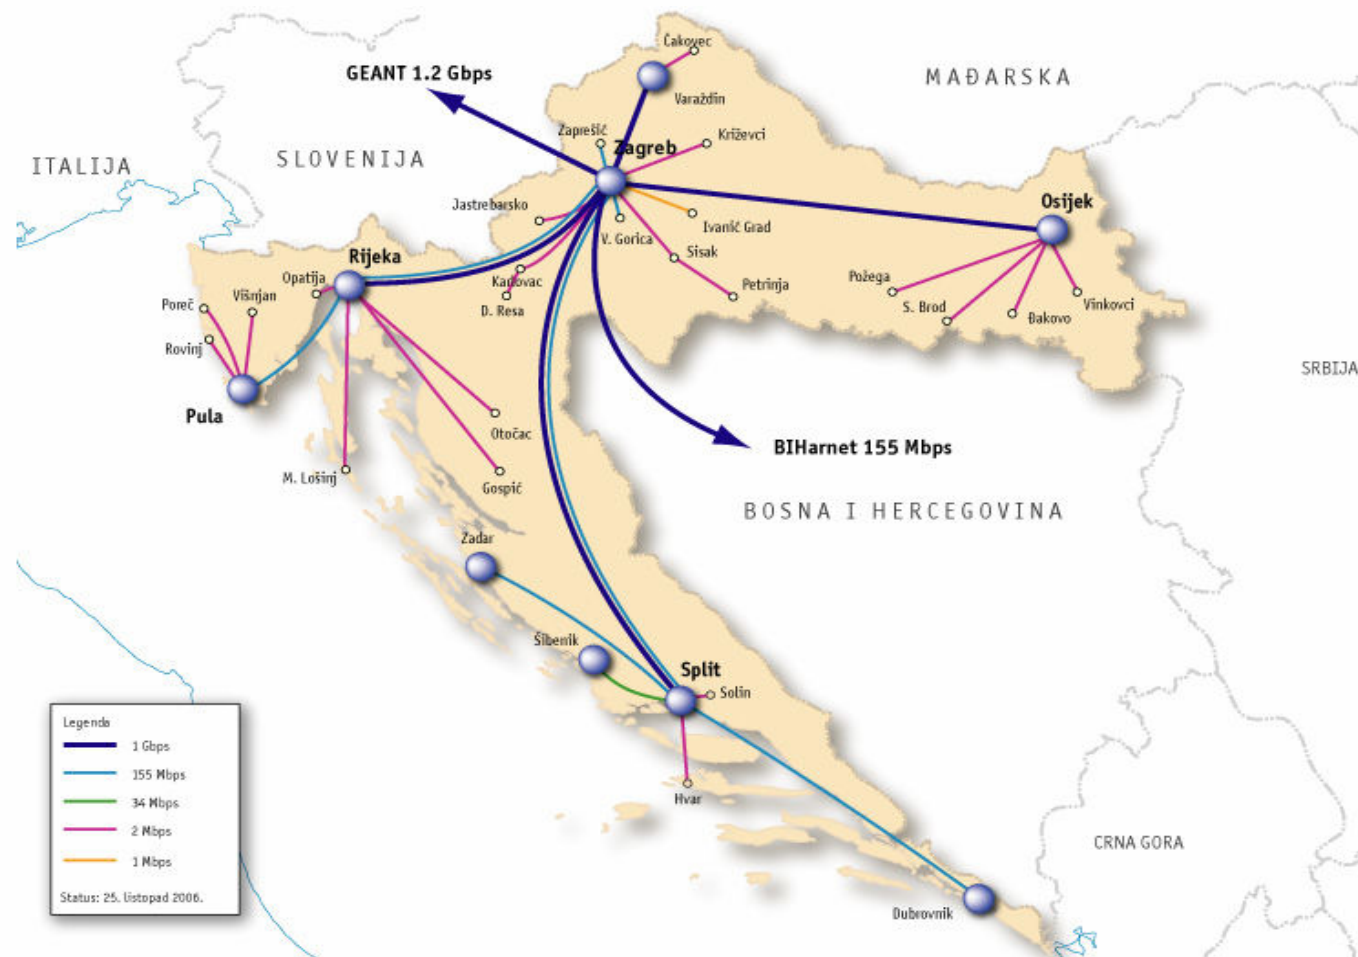 Čakovec
GEANT 1.2 Gbps
MAĐARSKA
Varaždin
Zaprešić
Križevci
Zagreb
ITALIJA
SLOVENIJA
Jastrebarsko
Osijek
Ivanić Grad
V. Gorica
Sisak
Rijeka
Opatija
Karlovac
Požega
Petrinja
Poreč
Višnjan
D. Resa
S. Brod
Đakovo
Vinkovci
Rovinj
SRBIJA
Pula
Otočac
BIHarnet 155 Mbps
M. Lošinj
Gospić
BOSNA I HERCEGOVINA
Zadar
Šibenik
Split
Solin
Legenda
1 Gbps
155 Mbps
34 Mbps
2 Mbps
1 Mbps
Status: 25. listopad 2006.
Hvar
CRNA GORA
Dubrovnik